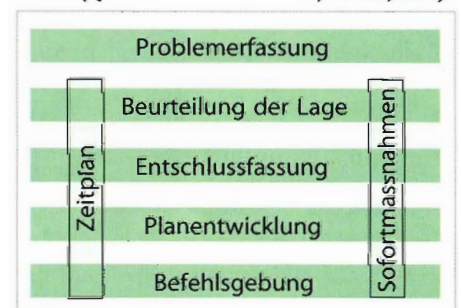 Problemerfassung
Beurteilung der Lage
Entschlussfassung
Planentwicklung
Befehlsgebung
Zeitplan
Sofortmassnahmen